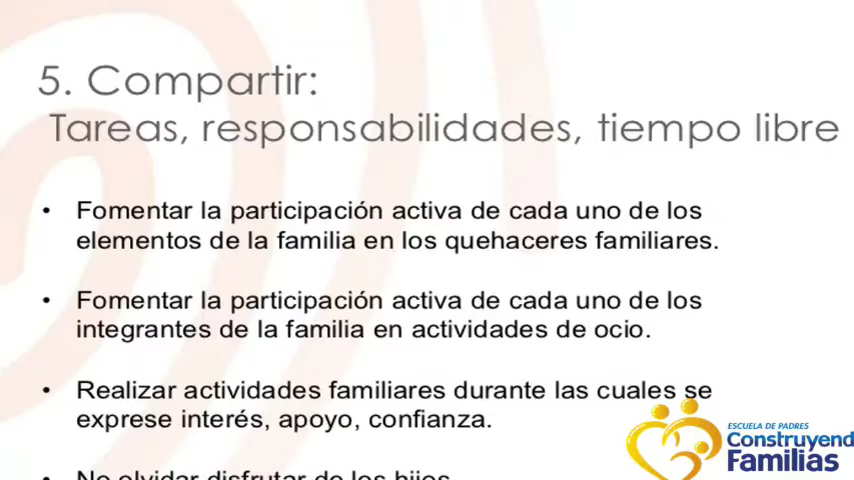 5. Compartir:
Tareas, responsabilidades, tiempo libre
• Fomentar la participación activa de cada uno de los
elementos de la familia en los quehaceres familiares.
• Fomentar la participación activa de cada uno de los
integrantes de la familia en actividades de ocio.
• Realizar actividades familiares durante las cuales se
exprese interés, apoyo, confianza.
• No olvidar disfrutar de los hijos
ESCUELA DE PADRES
Construyend
Familias